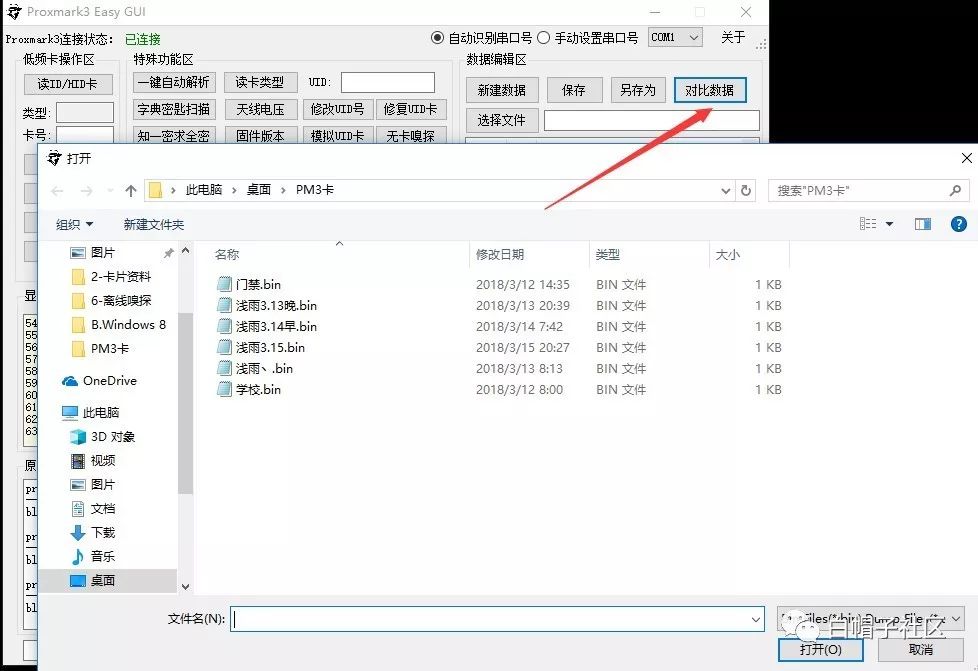 Proxmark3 Easy GUI
Proxmark3连接状态: 已连接 自动识别串口号 手动设置串口号 COM1 关于
低频卡操作区 特殊功能区 数据编辑区
读ID/HID卡 一键自动解析 读卡类型 UID: 新建数据 保存 另存为 对比数据
类型: 字典密匙扫描 天线电压 修改UID号 修复UID卡 选择文件
卡号: 知一密求全密 固件版本 模拟UID卡 无卡嗅探
打开
此电脑 › 桌面 › PM3卡 搜索"PM3卡"
组织 新建文件夹
名称 修改日期 类型 大小
图片
2-卡片资料
6-离线嗅探
B.Windows 8
PM3卡
OneDrive
此电脑
3D 对象
视频
图片
文档
下载
音乐
桌面
门禁.bin 2018/3/12 14:35 BIN 文件 1 KB
浅雨3.13晚.bin 2018/3/13 20:39 BIN 文件 1 KB
浅雨3.14早.bin 2018/3/14 7:42 BIN 文件 1 KB
浅雨3.15.bin 2018/3/15 20:27 BIN 文件 1 KB
浅雨丶.bin 2018/3/13 8:13 BIN 文件 1 KB
学校.bin 2018/3/12 8:00 BIN 文件 1 KB
显
54
55
56
57
58
59
60
61
62
63
原
pr
bl
pr
bl
pr
bl
文件名(N):
白帽子社区
打开(O) 取消